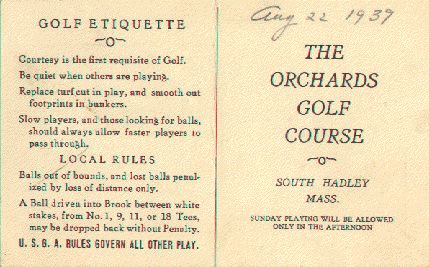 GOLF ETIQUETTE
Courtesy is the first requisite of Golf.
Be quiet when others are playing.
Replace turf cut in play, and smooth out
footprints in bunkers.
Slow players, and those looking for balls,
should always allow faster players to
pass through.
LOCAL RULES
Balls out of bounds, and lost balls penal-
ized by loss of distance only.
A Ball driven into Brook between white
stakes, from No. 1, 9, 11, or 18 Tees,
may be dropped back without Penalty.
U. S. G. A. RULES GOVERN ALL OTHER PLAY.
Aug 22 1939
THE
ORCHARDS
GOLF
COURSE
SOUTH HADLEY
MASS.
SUNDAY PLAYING WILL BE ALLOWED
ONLY IN THE AFTERNOON